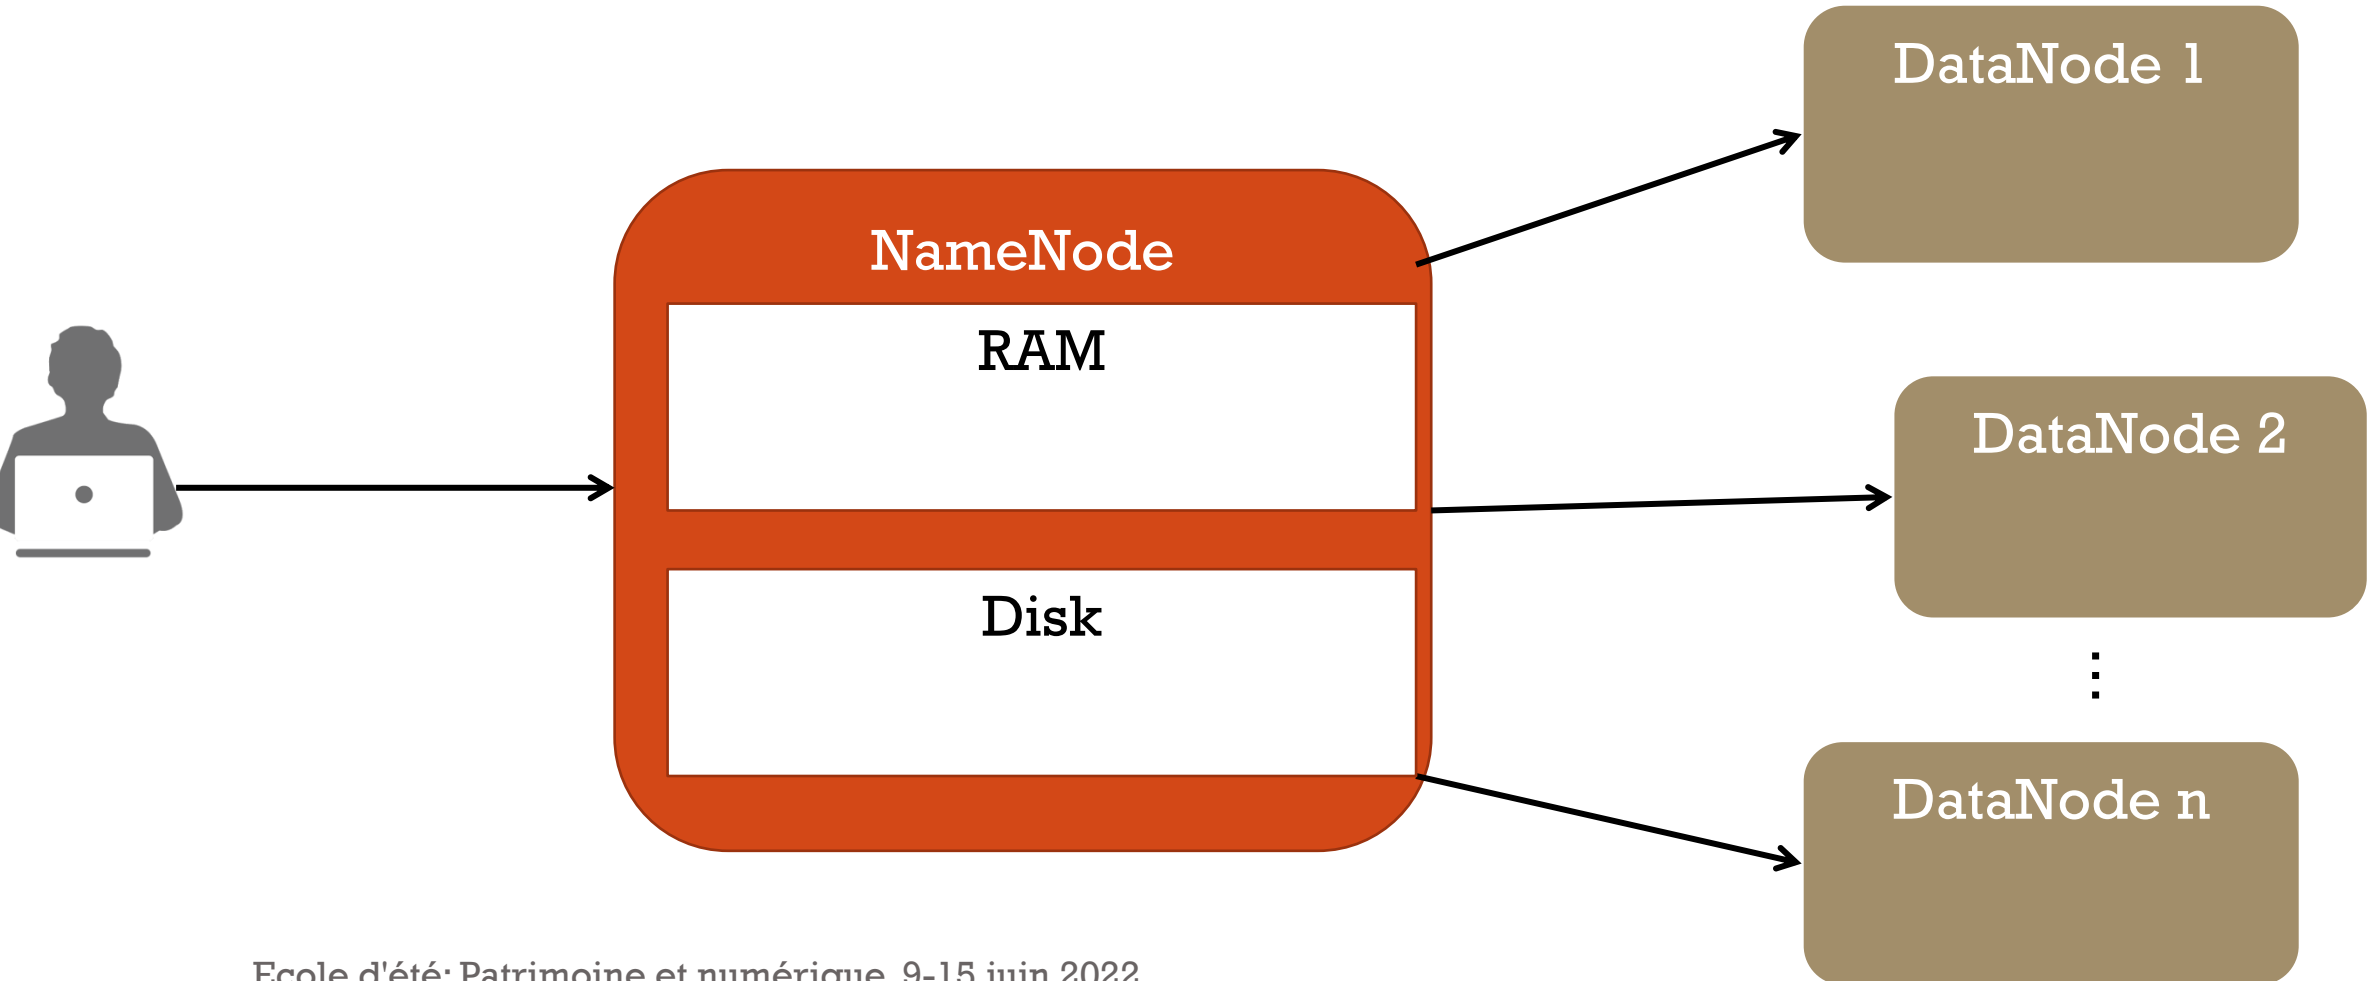 DataNode 1
NameNode
RAM
DataNode 2
Disk
⋮
DataNode n
Ecole d'été: Patrimoine et numérique 9-15 juin 2022